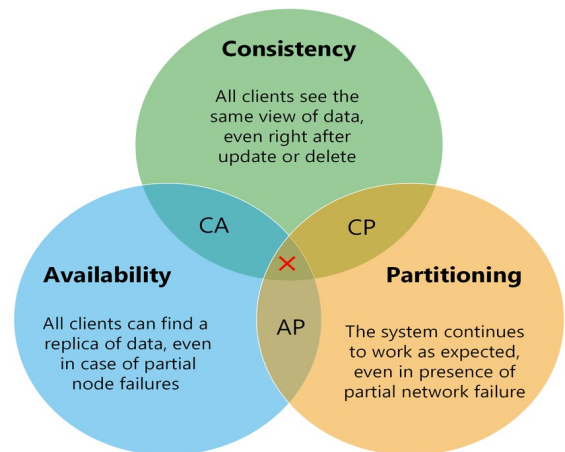 Consistency
All clients see the
same view of data,
even right after
update or delete
CA
CP
Availability
All clients can find a
replica of data, even
in case of partial
node failures
AP
Partitioning
The system continues
to work as expected,
even in presence of
partial network failure